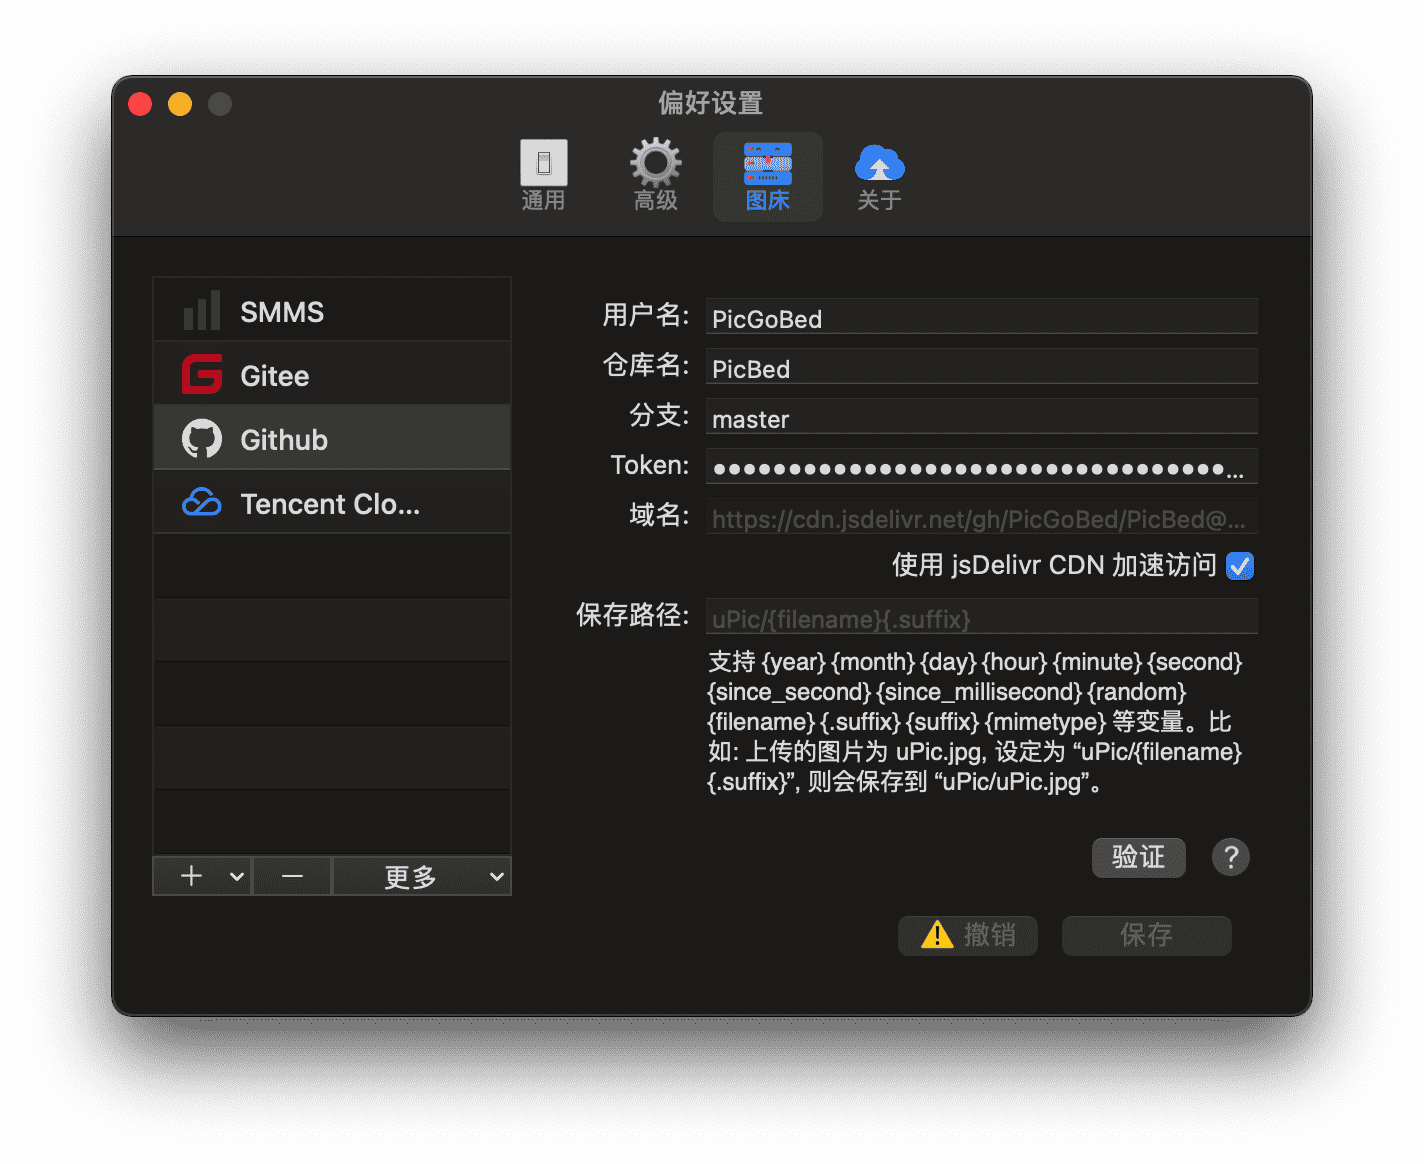 偏好设置
通用
高级
图床
关于
SMMS
Gitee
Github
Tencent Clo...
更多
用户名:
PicGoBed
仓库名:
PicBed
分支:
master
Token:
●●●●●●●●●●●●●●●●●●●●●●●●●●●●●●●●●●...
域名:
https://cdn.jsdelivr.net/gh/PicGoBed/PicBed@...
使用 jsDelivr CDN 加速访问
保存路径:
uPic/{filename}{.suffix}
支持 {year} {month} {day} {hour} {minute} {second}
{since_second} {since_millisecond} {random}
{filename} {.suffix} {suffix} {mimetype} 等变量。比
如: 上传的图片为 uPic.jpg, 设定为 “uPic/{filename}
{.suffix}”, 则会保存到 “uPic/uPic.jpg”。
验证
?
撤销
保存